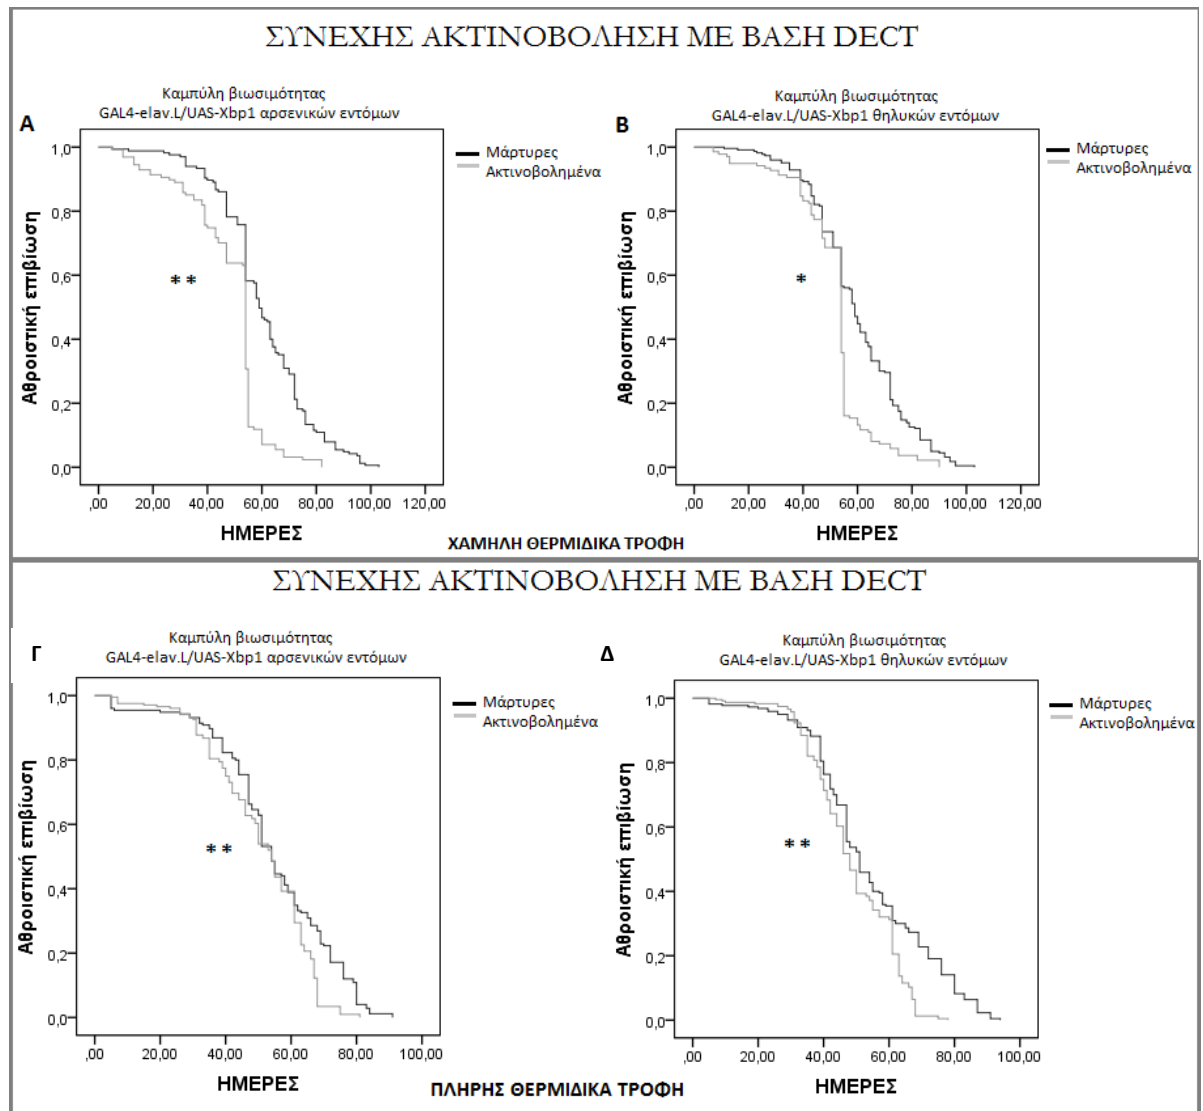 ΣΥΝΕΧΗΣ ΑΚΤΙΝΟΒΟΛΗΣΗ ΜΕ ΒΑΣΗ DECT
Α
Καμπύλη βιωσιμότητας
GAL4-elav.L/UAS-Xbp1 αρσενικών εντόμων
Μάρτυρες
Ακτινοβολημένα
Αθροιστική επιβίωση
1,0
0,8
0,6
0,4
0,2
0,0
**
,00 20,00 40,00 60,00 80,00 100,00 120,00
ΗΜΕΡΕΣ
Β
Καμπύλη βιωσιμότητας
GAL4-elav.L/UAS-Xbp1 θηλυκών εντόμων
Μάρτυρες
Ακτινοβολημένα
Αθροιστική επιβίωση
1,0
0,8
0,6
0,4
0,2
0,0
*
,00 20,00 40,00 60,00 80,00 100,00 120,00
ΗΜΕΡΕΣ
ΧΑΜΗΛΗ ΘΕΡΜΙΔΙΚΑ ΤΡΟΦΗ
ΣΥΝΕΧΗΣ ΑΚΤΙΝΟΒΟΛΗΣΗ ΜΕ ΒΑΣΗ DECT
Γ
Καμπύλη βιωσιμότητας
GAL4-elav.L/UAS-Xbp1 αρσενικών εντόμων
Μάρτυρες
Ακτινοβολημένα
Αθροιστική επιβίωση
1,0
0,8
0,6
0,4
0,2
0,0
**
,00 20,00 40,00 60,00 80,00 100,00
ΗΜΕΡΕΣ
Δ
Καμπύλη βιωσιμότητας
GAL4-elav.L/UAS-Xbp1 θηλυκών εντόμων
Μάρτυρες
Ακτινοβολημένα
Αθροιστική επιβίωση
1,0
0,8
0,6
0,4
0,2
0,0
**
,00 20,00 40,00 60,00 80,00 100,00
ΗΜΕΡΕΣ
ΠΛΗΡΗΣ ΘΕΡΜΙΔΙΚΑ ΤΡΟΦΗ